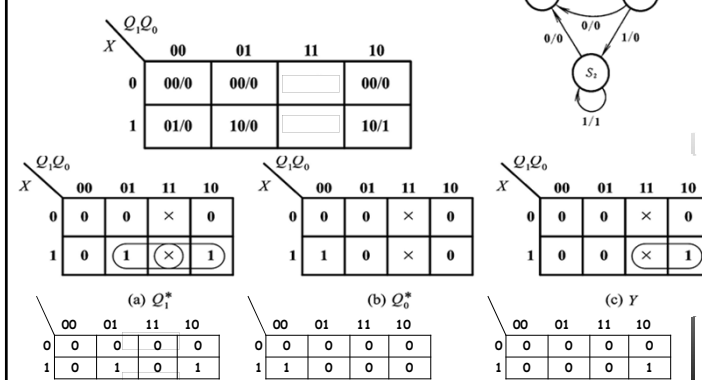 Q₁Q₀
X 00 01 11 10
0 00/0 00/0 00/0
1 01/0 10/0 10/1
0/0
0/0 1/0
S₂
1/1
Q₁Q₀ Q₁Q₀ Q₁Q₀
X 00 01 11 10 X 00 01 11 10 X 00 01 11 10
0 0 0 × 0 0 0 0 × 0 0 0 0 × 0
1 0 1 × 1 1 1 0 × 0 1 0 0 × 1
(a) Q₁* (b) Q₀* (c) Y
00 01 11 10 00 01 11 10 00 01 11 10
0 0 0 0 0 0 0 0 0 0 0 0 0 0 0
1 0 1 0 1 1 1 0 0 0 1 0 0 0 1